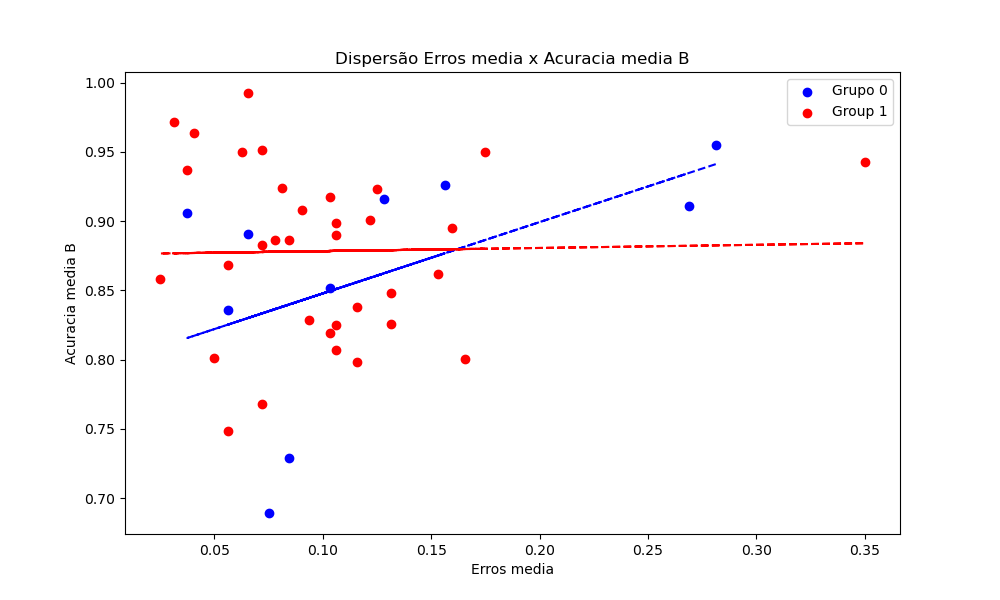 Dispersão Erros media x Acuracia media B
Grupo 0
Group 1
Acuracia media B
1.00
0.95
0.90
0.85
0.80
0.75
0.70
0.05 0.10 0.15 0.20 0.25 0.30 0.35
Erros media